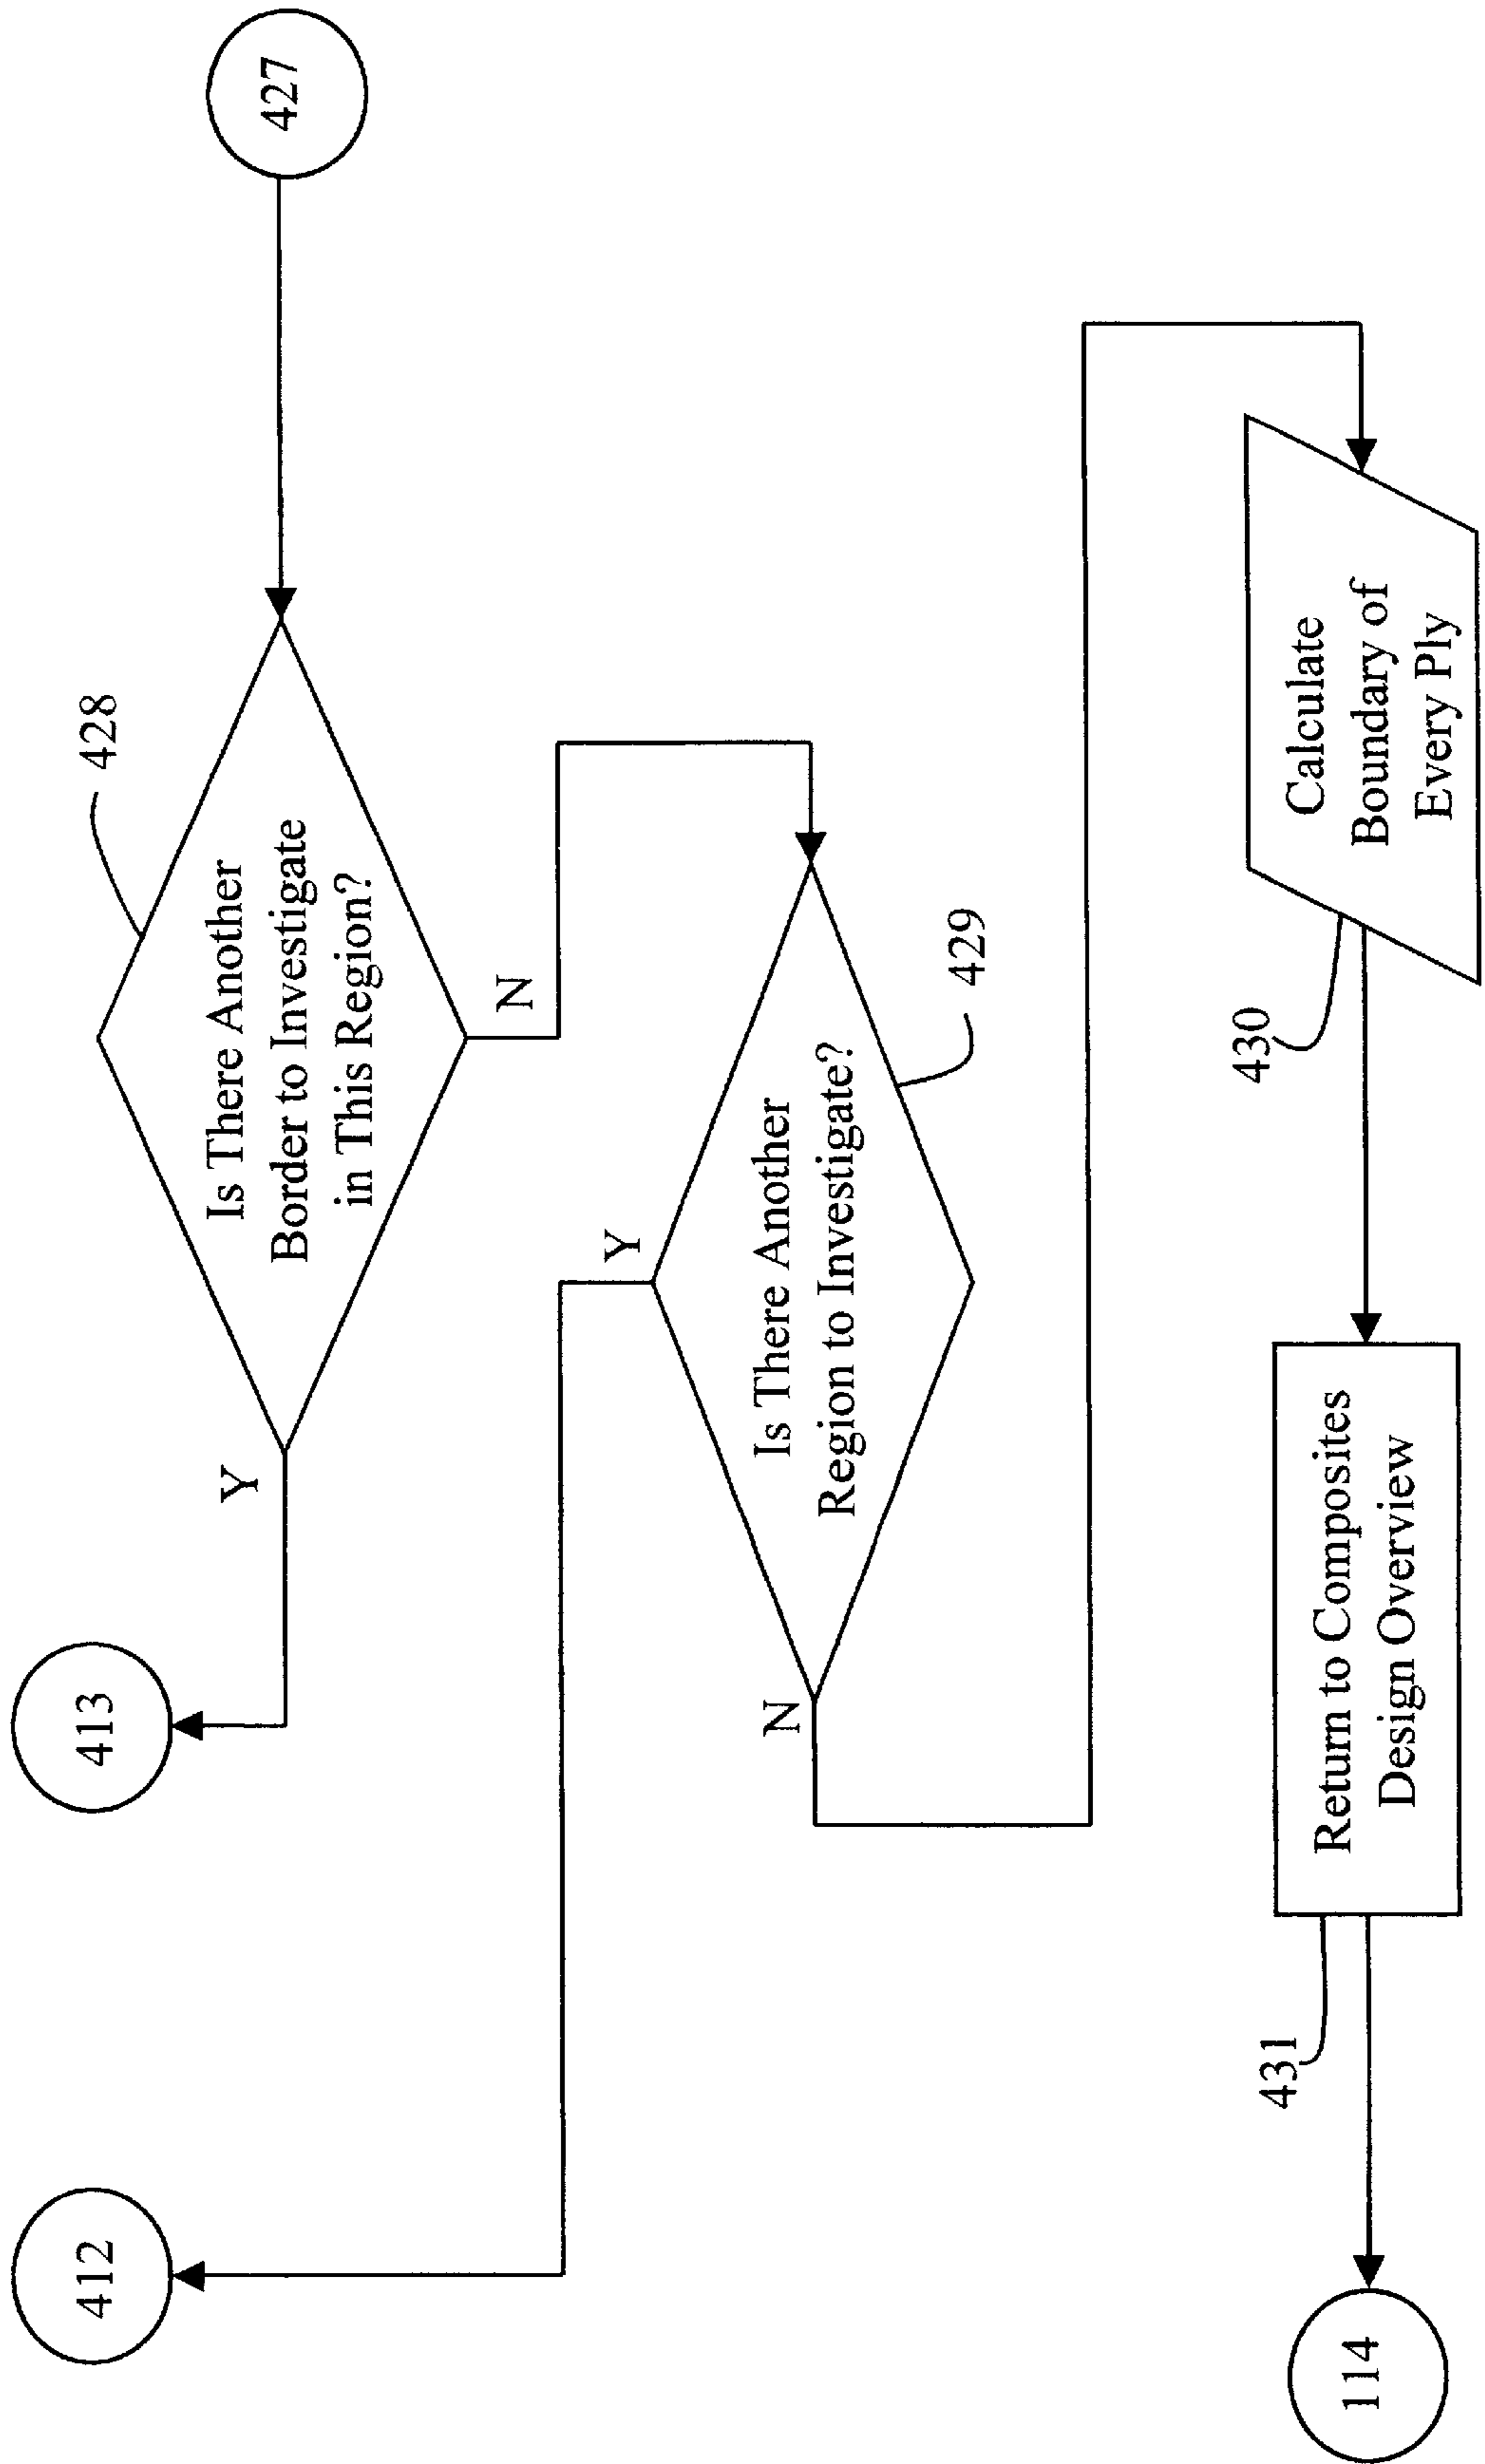 427
428
Is There Another
Border to Investigate
in This Region?
Y
413
N
Is There Another
Region to Investigate?
429
Y
412
N
Calculate
Boundary of
Every Ply
430
Return to Composites
Design Overview
431
114